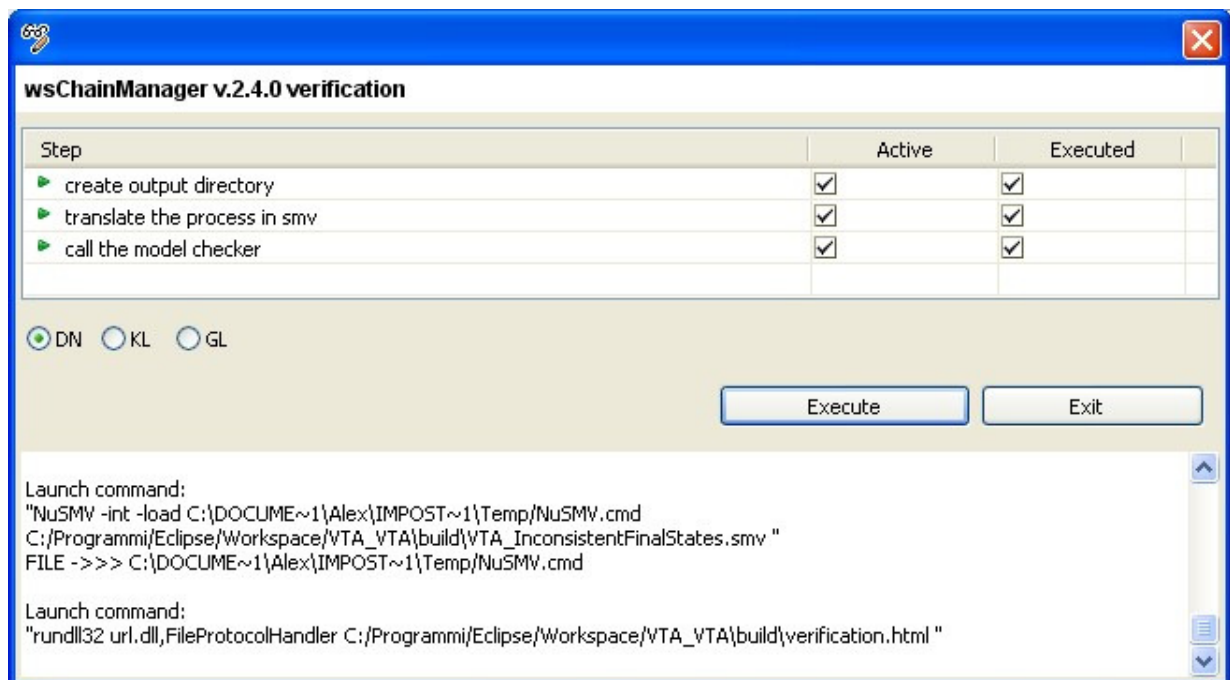 wsChainManager v.2.4.0 verification
Step Active Executed
create output directory
translate the process in smv
call the model checker
DN KL GL
Execute Exit
Launch command:
"NuSMV -int -load C:\DOCUME~1\Alex\IMPOST~1\Temp/NuSMV.cmd
C:/Programmi/Eclipse/Workspace/VTA_VTA\build\VTA_InconsistentFinalStates.smv "
FILE ->>> C:\DOCUME~1\Alex\IMPOST~1\Temp/NuSMV.cmd
Launch command:
"rundll32 url.dll,FileProtocolHandler C:/Programmi/Eclipse/Workspace/VTA_VTA\build\verification.html "